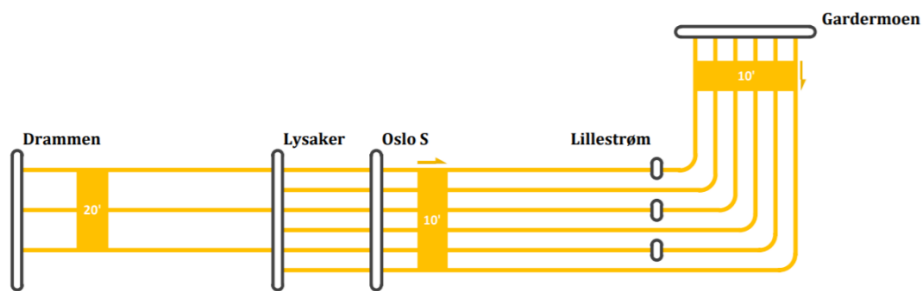 Gardermoen
10'
Drammen
Lysaker
Oslo S
Lillestrøm
20'
10'